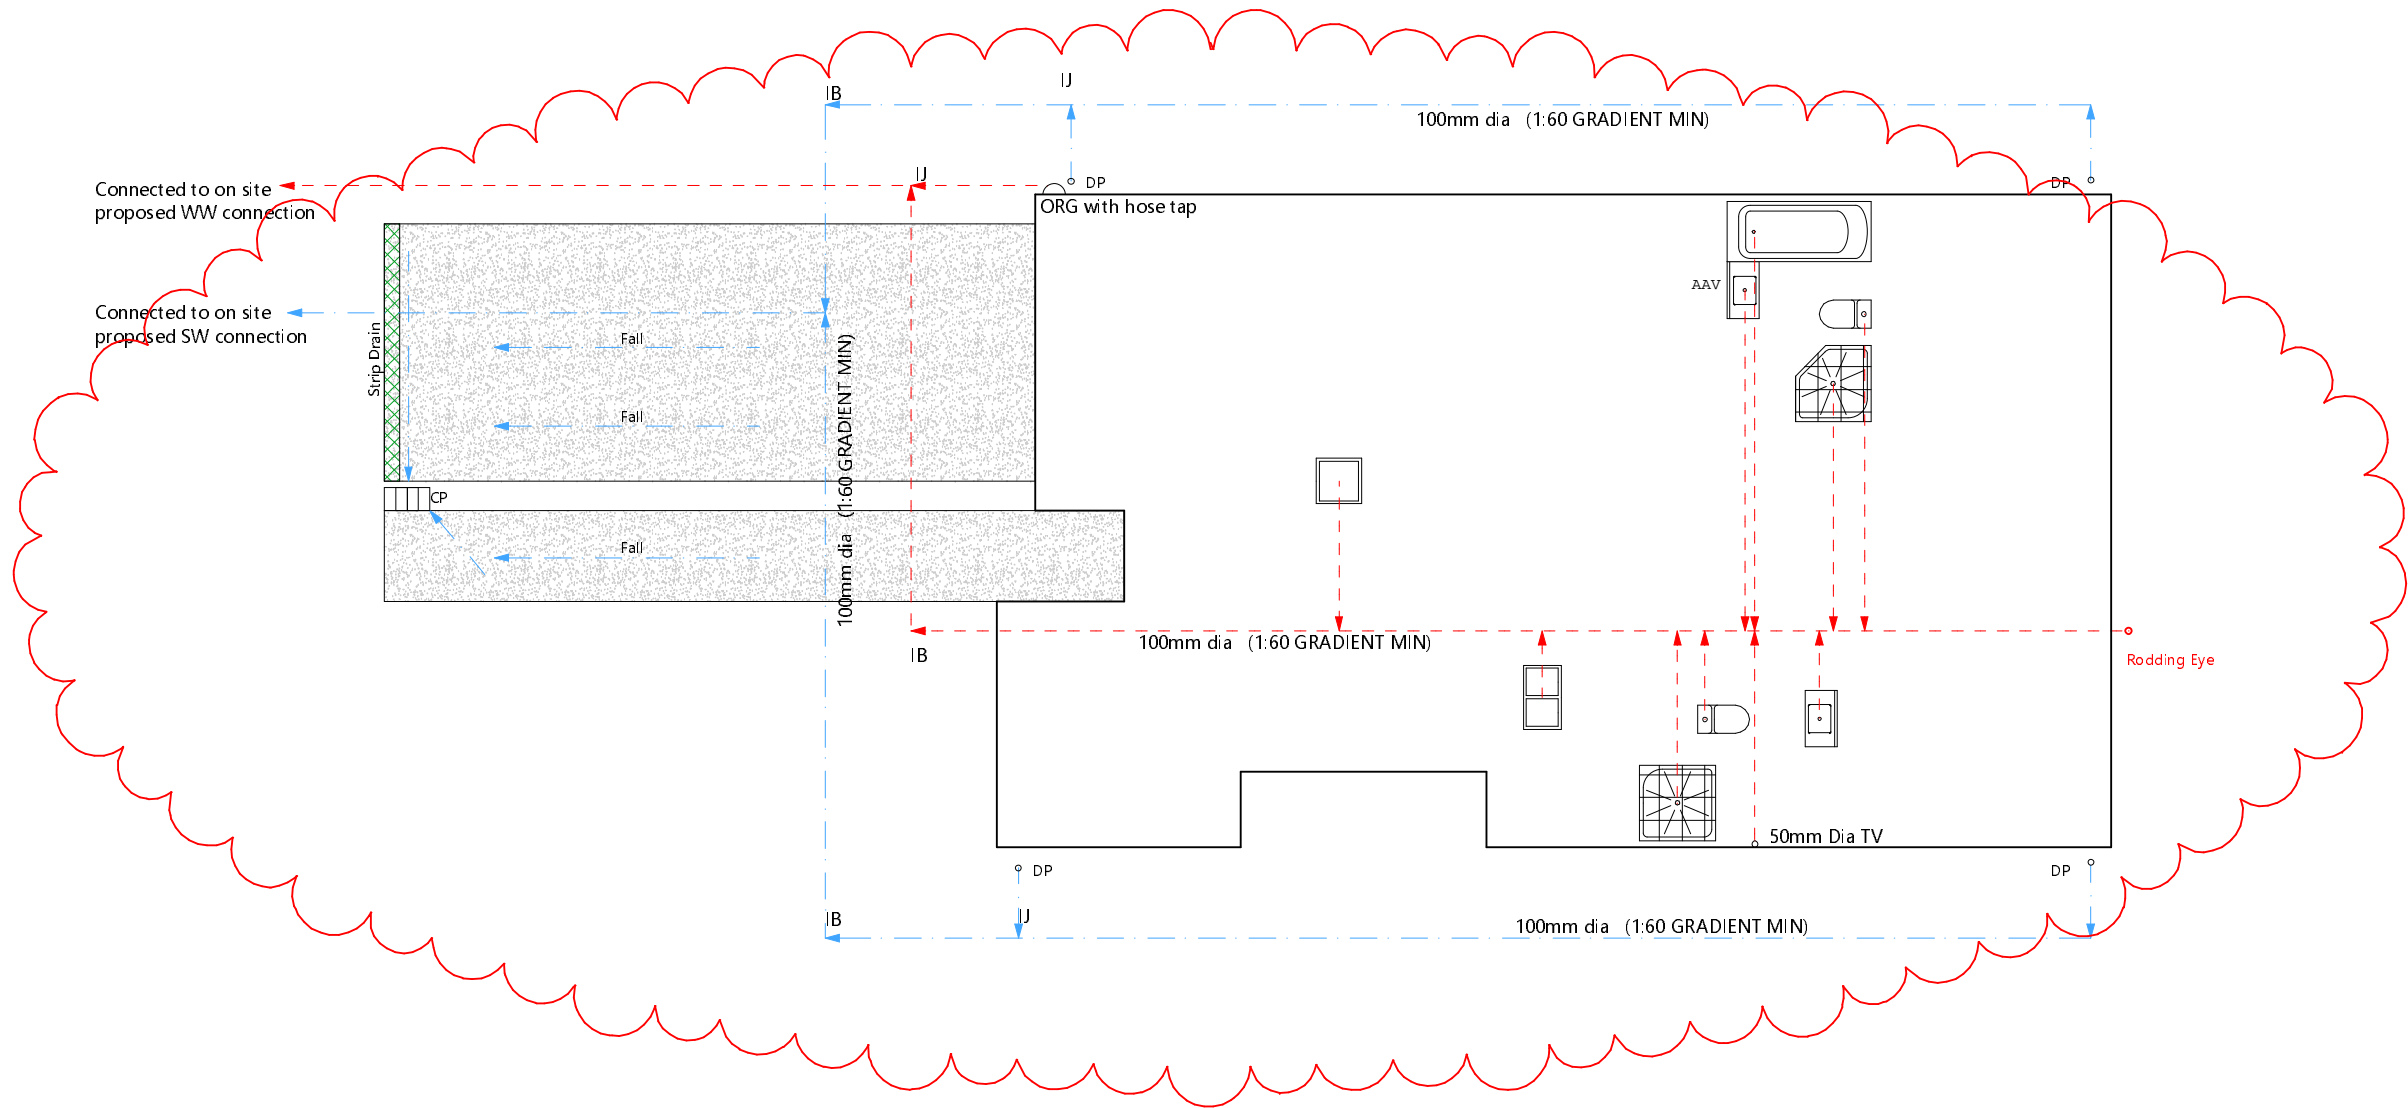 IJ
IB
100mm dia (1:60 GRADIENT MIN)
IJ
DP
DP
Connected to on site
proposed WW connection
ORG with hose tap
AAV
Connected to on site
proposed SW connection
Strip Drain
Fall
Fall
100mm dia (1:60 GRADIENT MIN)
CP
Fall
100mm dia (1:60 GRADIENT MIN)
IB
Rodding Eye
50mm Dia TV
DP
DP
IB
IJ
100mm dia (1:60 GRADIENT MIN)